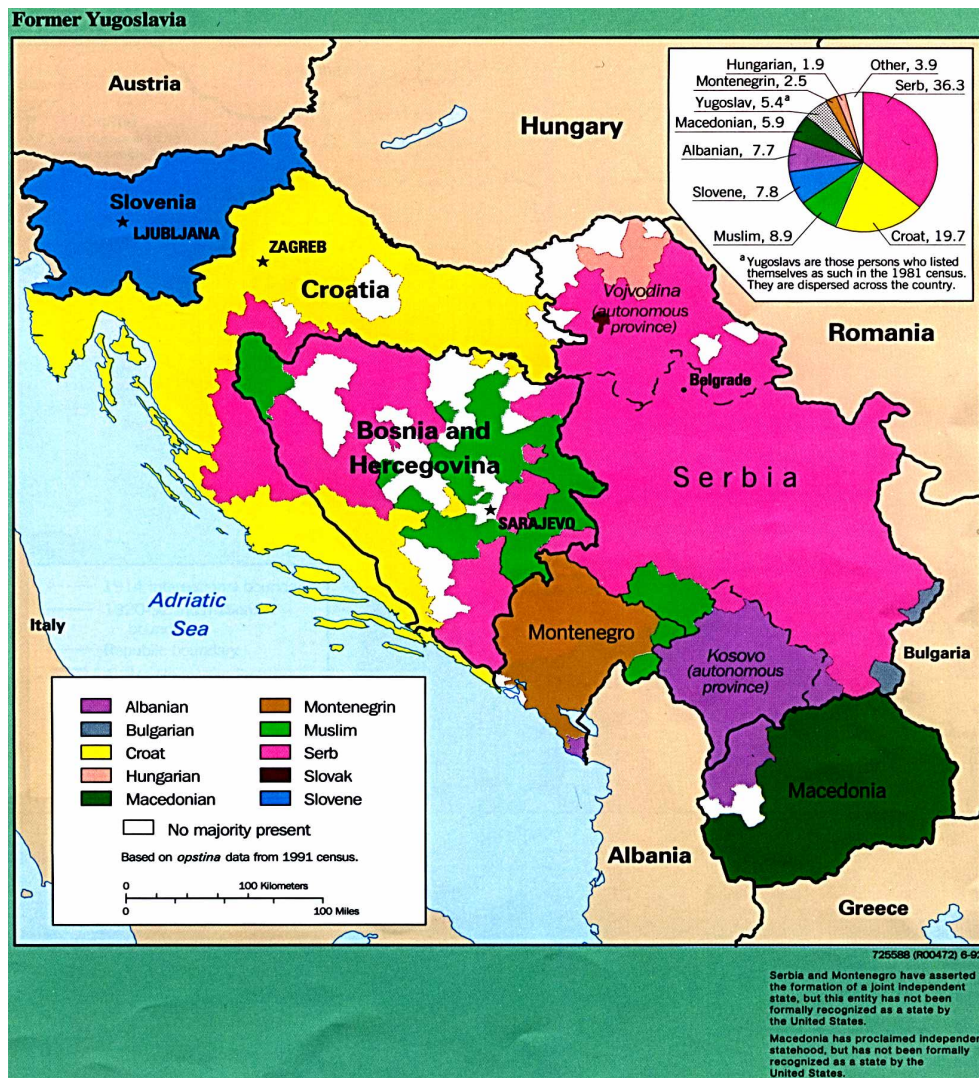 Former Yugoslavia
Austria
Hungary
Hungarian, 1.9
Other, 3.9
Montenegrin, 2.5
Serb, 36.3
Yugoslav, 5.4ᵃ
Macedonian, 5.9
Albanian, 7.7
Slovene, 7.8
Muslim, 8.9
Croat, 19.7
ᵃ Yugoslavs are those persons who listed
themselves as such in the 1981 census.
They are dispersed across the country.
Slovenia
LJUBLJANA
ZAGREB
Croatia
Vojvodina
(autonomous
province)
Romania
Belgrade
Bosnia and
Hercegovina
Serbia
SARAJEVO
Adriatic
Sea
Italy
Montenegro
Kosovo
(autonomous
province)
Bulgaria
Macedonia
Albania
Greece
Albanian
Bulgarian
Croat
Hungarian
Macedonian
Montenegrin
Muslim
Serb
Slovak
Slovene
No majority present
Based on opstina data from 1991 census.
0 100 Kilometers
0 100 Miles
725588 (R00472) 6-92
Serbia and Montenegro have asserted
the formation of a joint independent
state, but this entity has not been
formally recognized as a state by
the United States.
Macedonia has proclaimed independen
statehood, but has not been formally
recognized as a state by the
United States.